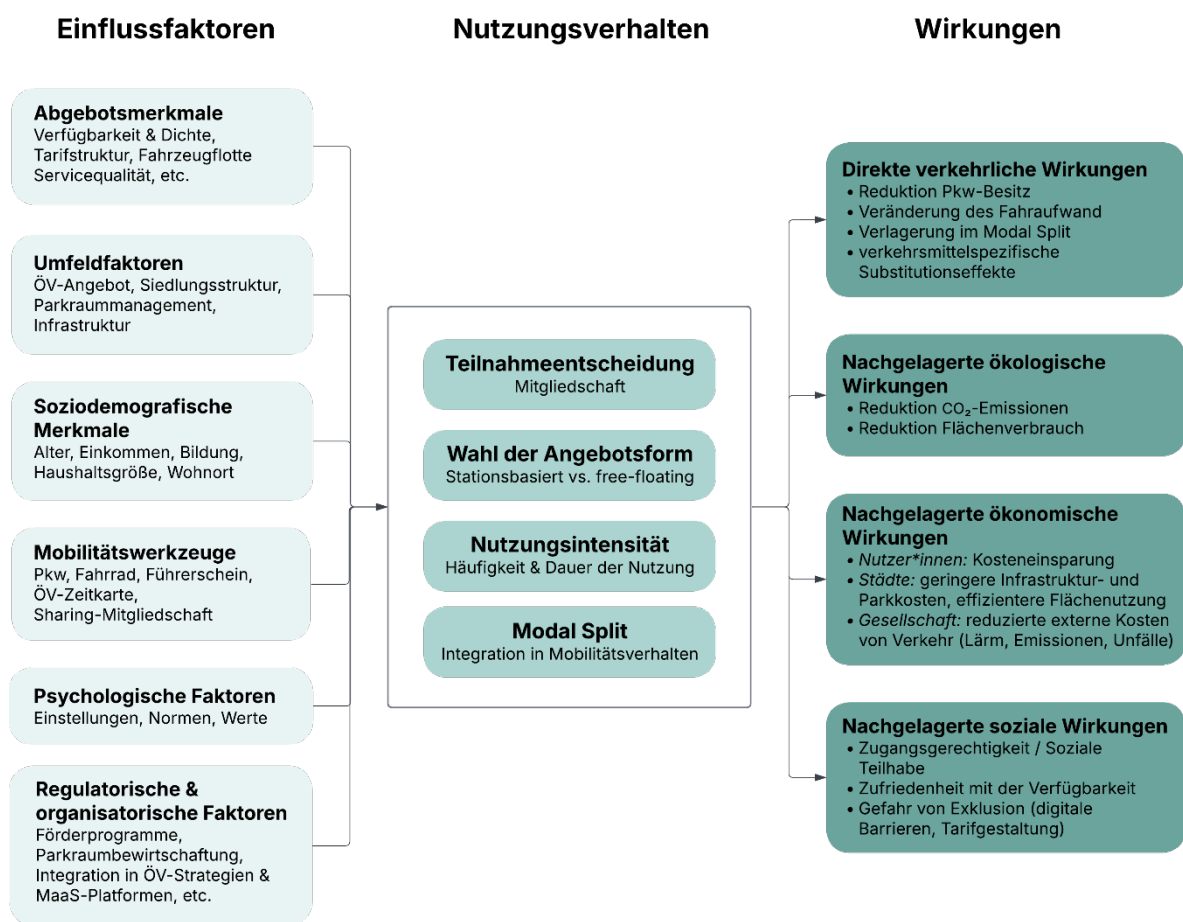 Einflussfaktoren
Abgebotsmerkmale
Verfügbarkeit & Dichte,
Tarifstruktur, Fahrzeugflotte
Servicequalität, etc.
Umfeldfaktoren
ÖV-Angebot, Siedlungsstruktur,
Parkraummanagement,
Infrastruktur
Soziodemografische
Merkmale
Alter, Einkommen, Bildung,
Haushaltsgröße, Wohnort
Mobilitätswerkzeuge
Pkw, Fahrrad, Führerschein,
ÖV-Zeitkarte,
Sharing-Mitgliedschaft
Psychologische Faktoren
Einstellungen, Normen, Werte
Regulatorische &
organisatorische Faktoren
Förderprogramme,
Parkraumbewirtschaftung,
Integration in ÖV-Strategien &
MaaS-Platformen, etc.
Nutzungsverhalten
Teilnahmeentscheidung
Mitgliedschaft
Wahl der Angebotsform
Stationsbasiert vs. free-floating
Nutzungsintensität
Häufigkeit & Dauer der Nutzung
Modal Split
Integration in Mobilitätsverhalten
Wirkungen
Direkte verkehrliche Wirkungen
• Reduktion Pkw-Besitz
• Veränderung des Fahraufwand
• Verlagerung im Modal Split
• verkehrsmittelspezifische
Substitutionseffekte
Nachgelagerte ökologische
Wirkungen
• Reduktion CO₂-Emissionen
• Reduktion Flächenverbrauch
Nachgelagerte ökonomische
Wirkungen
• Nutzer*innen: Kosteneinsparung
• Städte: geringere Infrastruktur- und
Parkkosten, effizientere Flächenutzung
• Gesellschaft: reduzierte externe Kosten
von Verkehr (Lärm, Emissionen, Unfälle)
Nachgelagerte soziale Wirkungen
• Zugangsgerechtigkeit / Soziale
Teilhabe
• Zufriedenheit mit der Verfügbarkeit
• Gefahr von Exklusion (digitale
Barrieren, Tarifgestaltung)